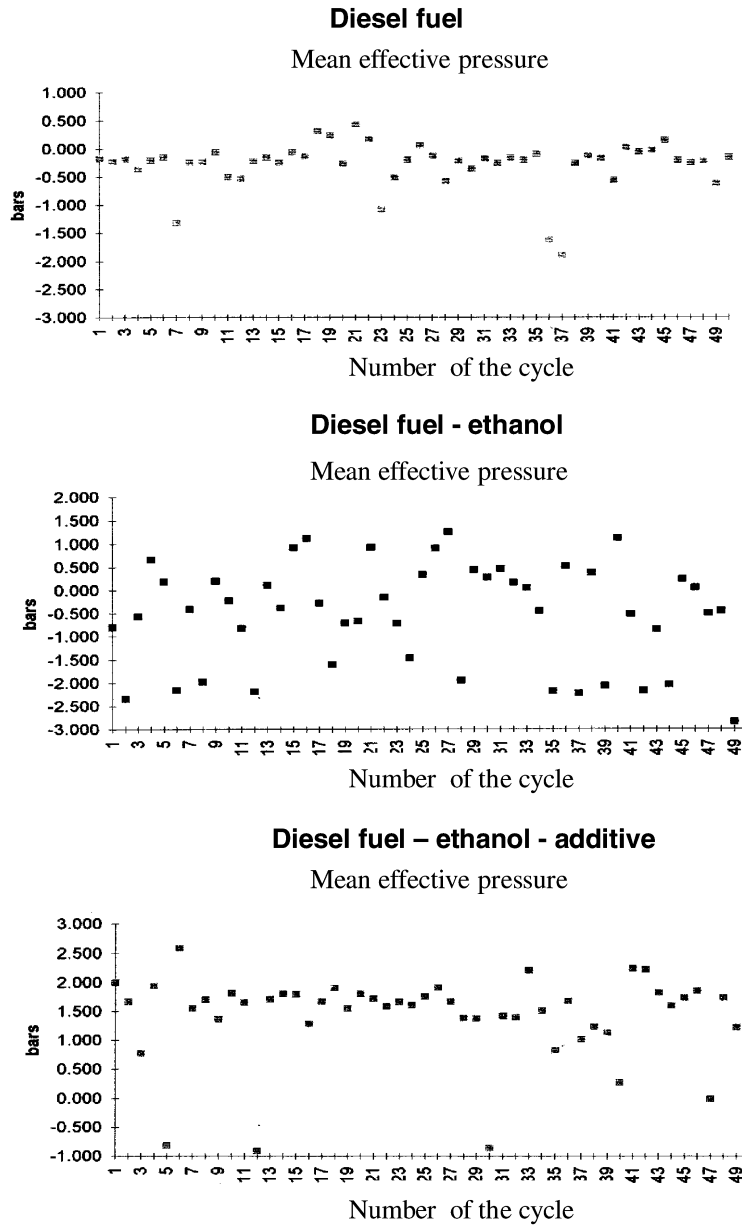 Diesel fuel
Mean effective pressure
1.000
0.500
0.000
-0.500
-1.000
-1.500
-2.000
-2.500
-3.000
bars
1 3 5 7 9 11 13 15 17 19 21 23 25 27 29 31 33 35 37 39 41 43 45 47 49
Number of the cycle
Diesel fuel - ethanol
Mean effective pressure
2.000
1.500
1.000
0.500
0.000
-0.500
-1.000
-1.500
-2.000
-2.500
-3.000
bars
1 3 5 7 9 11 13 15 17 19 21 23 25 27 29 31 33 35 37 39 41 43 45 47 49
Number of the cycle
Diesel fuel – ethanol - additive
Mean effective pressure
3.000
2.500
2.000
1.500
1.000
0.500
0.000
-0.500
-1.000
bars
1 3 5 7 9 11 13 15 17 19 21 23 25 27 29 31 33 35 37 39 41 43 45 47 49
Number of the cycle